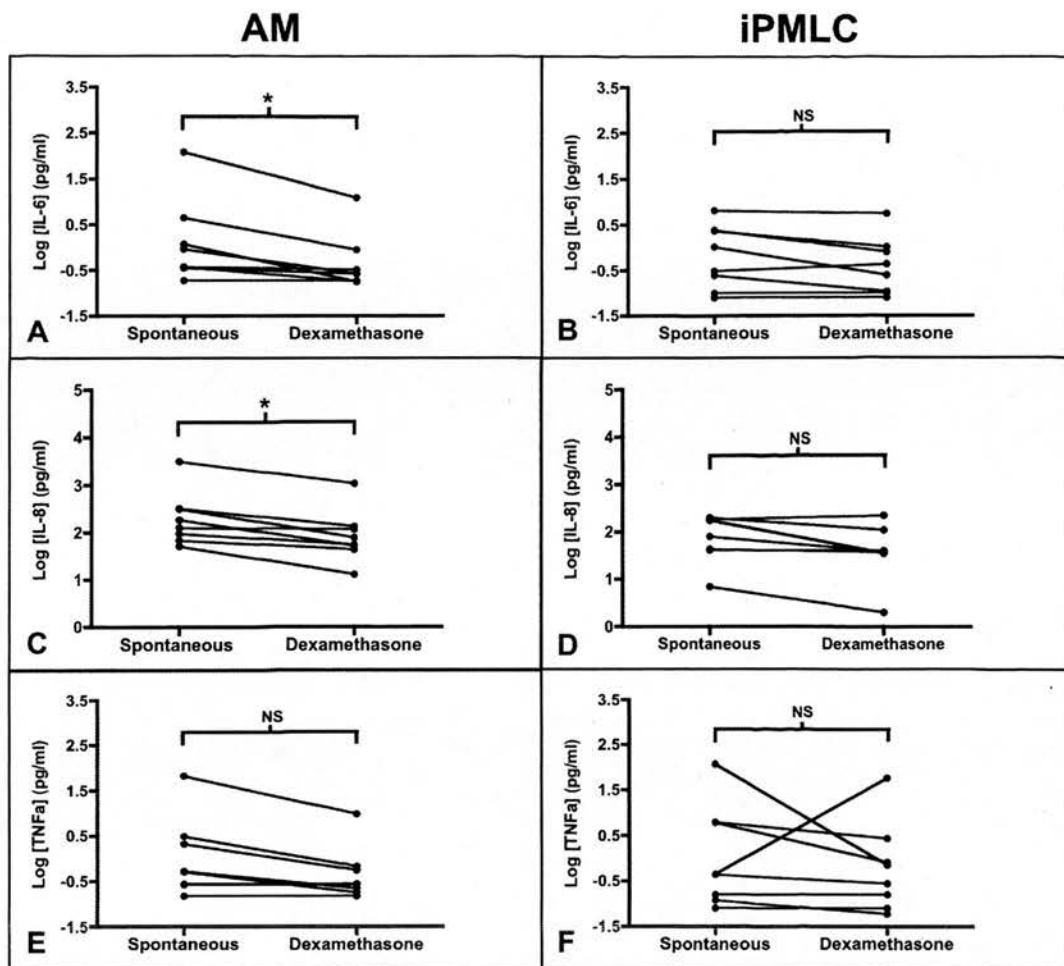 AM
iPMLC
3.5
2.5
1.5
0.5
-0.5
-1.5
Log [IL-6] (pg/ml)
*
Spontaneous
Dexamethasone
A
3.5
2.5
1.5
0.5
-0.5
-1.5
Log [IL-6] (pg/ml)
NS
Spontaneous
Dexamethasone
B
5
4
3
2
1
0
Log [IL-8] (pg/ml)
*
Spontaneous
Dexamethasone
C
5
4
3
2
1
0
Log [IL-8] (pg/ml)
NS
Spontaneous
Dexamethasone
D
3.5
2.5
1.5
0.5
-0.5
-1.5
Log [TNFa] (pg/ml)
NS
Spontaneous
Dexamethasone
E
3.5
2.5
1.5
0.5
-0.5
-1.5
Log [TNFa] (pg/ml)
NS
Spontaneous
Dexamethasone
F